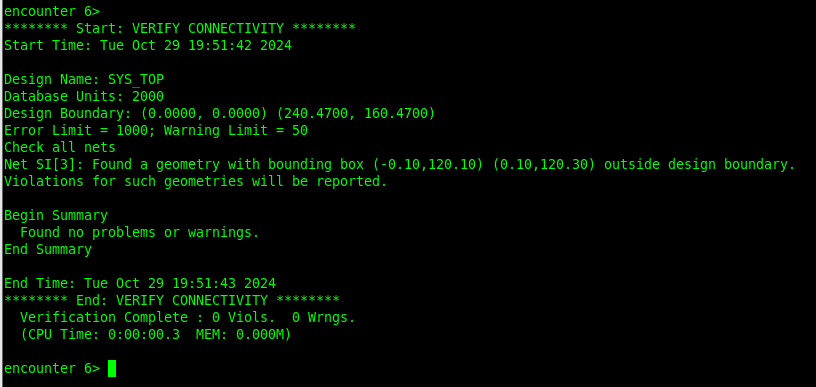 encounter 6>
******** Start: VERIFY CONNECTIVITY ********
Start Time: Tue Oct 29 19:51:42 2024
Design Name: SYS_TOP
Database Units: 2000
Design Boundary: (0.0000, 0.0000) (240.4700, 160.4700)
Error Limit = 1000; Warning Limit = 50
Check all nets
Net SI[3]: Found a geometry with bounding box (-0.10,120.10) (0.10,120.30) outside design boundary.
Violations for such geometries will be reported.
Begin Summary
  Found no problems or warnings.
End Summary
End Time: Tue Oct 29 19:51:43 2024
******** End: VERIFY CONNECTIVITY ********
  Verification Complete : 0 Viols.  0 Wrngs.
  (CPU Time: 0:00:00.3  MEM: 0.000M)
encounter 6>